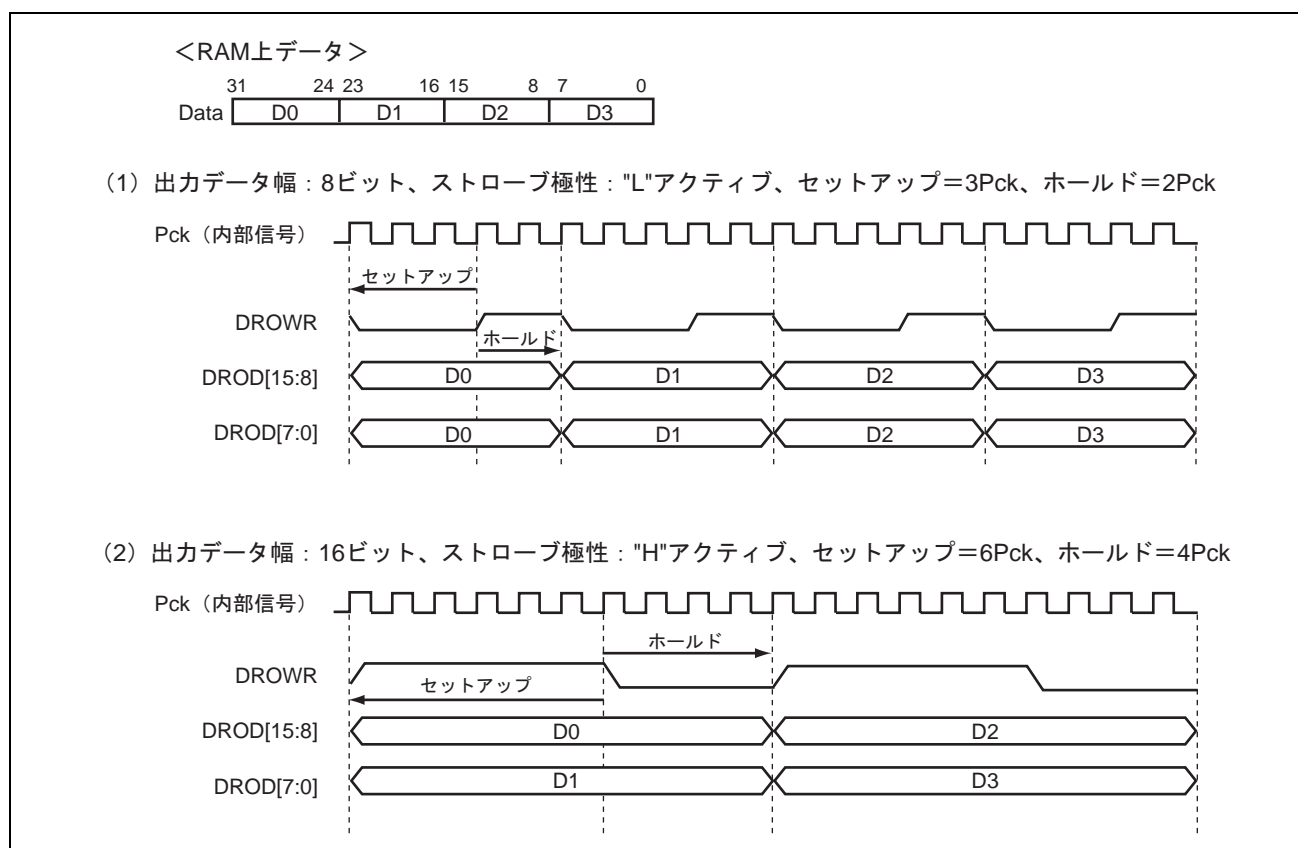 ＜RAM上データ＞
31 24 23 16 15 8 7 0
Data D0 D1 D2 D3
（1）出力データ幅：8ビット、ストローブ極性："L"アクティブ、セットアップ＝3Pck、ホールド＝2Pck
Pck（内部信号）
セットアップ
DROWR
ホールド
DROD[15:8] D0 D1 D2 D3
DROD[7:0] D0 D1 D2 D3
（2）出力データ幅：16ビット、ストローブ極性："H"アクティブ、セットアップ＝6Pck、ホールド＝4Pck
Pck（内部信号）
ホールド
DROWR
セットアップ
DROD[15:8] D0 D2
DROD[7:0] D1 D3